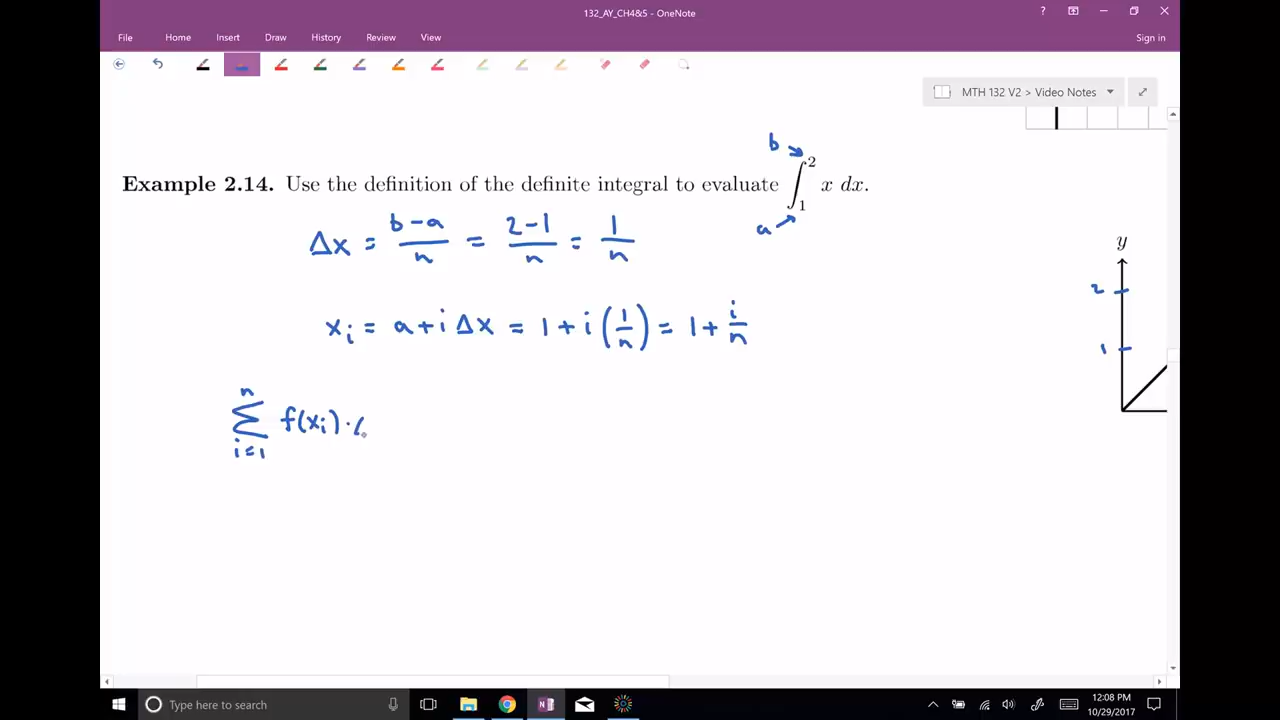 132_AY_CH4&5 - OneNote
?
File Home Insert Draw History Review View Sign in
MTH 132 V2 > Video Notes
b
Example 2.14. Use the definition of the definite integral to evaluate ∫₁² x dx.
a
Δx = (b-a)/n = (2-1)/n = 1/n
y
2
xᵢ = a + i Δx = 1 + i (1/n) = 1 + i/n
1
n
Σ f(xᵢ) ·
i=1
Type here to search
12:08 PM
10/29/2017